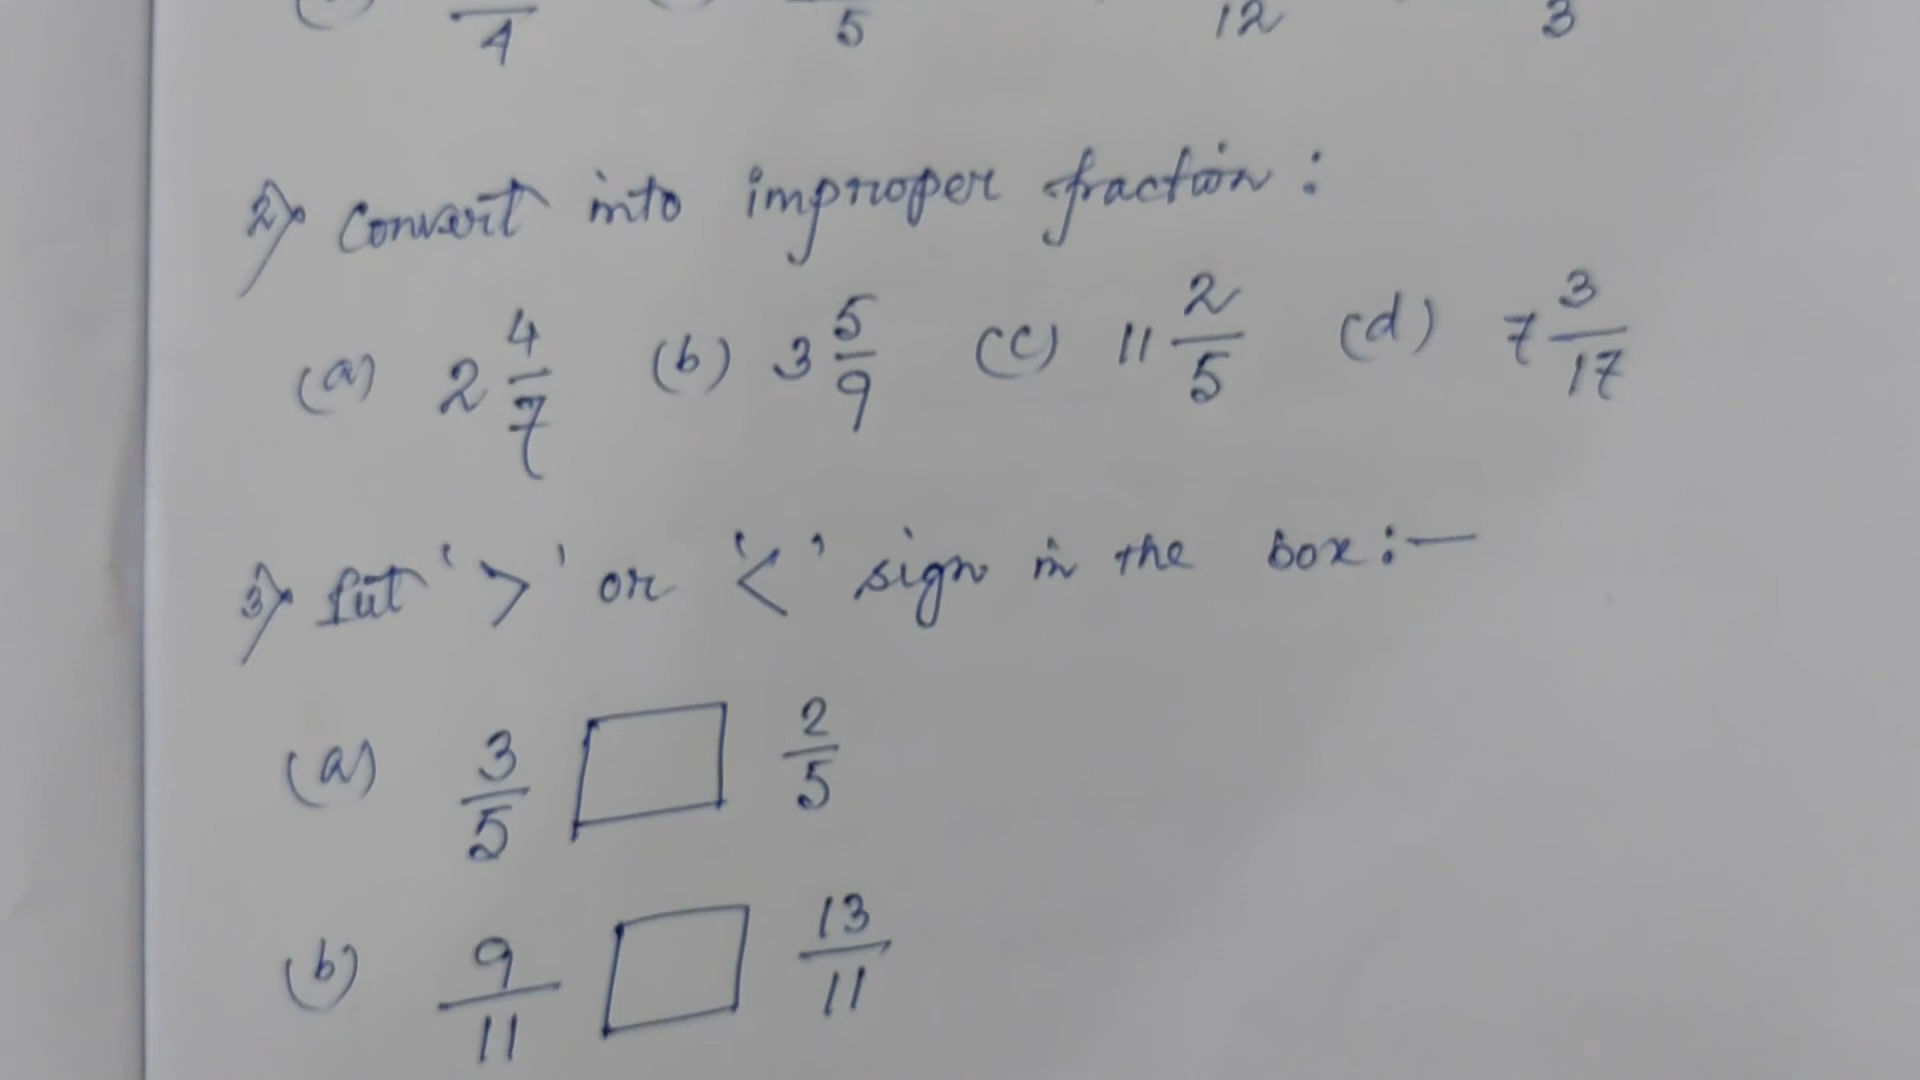 4 5 12 3
2) Convert into improper fraction :
(a) 2 4/7 (b) 3 5/9 (c) 11 2/5 (d) 7 3/17
3) Put '>' or '<' sign in the box :—
(a) 3/5 □ 2/5
(b) 9/11 □ 13/11